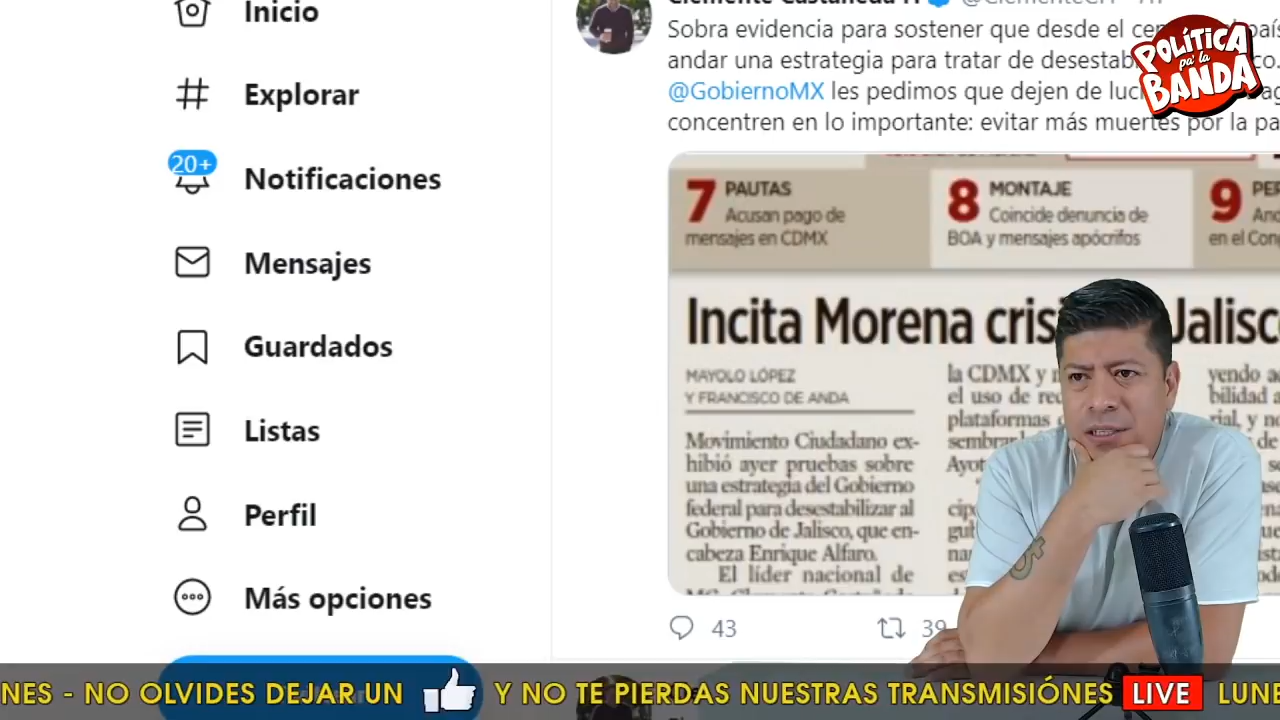 Inicio
Explorar
20+
Notificaciones
Mensajes
Guardados
Listas
Perfil
Más opciones
Sobra evidencia para sostener que desde el
andar una estrategia para tratar de
@GobiernoMX les pedimos que dejen de
concentren en lo importante: evitar más muertes por la
POLÍTICA
pa' la
BANDA
7 PAUTAS
Acusan pago de
mensajes en CDMX
8 MONTAJE
Coincide denuncia de
BOA y mensajes apócrifos
9
en el
Incita Morena Jalisco
MAYOLO LÓPEZ
Y FRANCISCO DE ANDA
Movimiento Ciudadano ex-
hibió ayer pruebas sobre
una estrategia del Gobierno
federal para desestabilizar al
Gobierno de Jalisco, que en-
cabeza Enrique Alfaro.
El líder nacional de
la CDMX y
el uso de
plataformas
43
39
NES - NO OLVIDES DEJAR UN Y NO TE PIERDAS NUESTRAS TRANSMISIÓNES LIVE LUNE